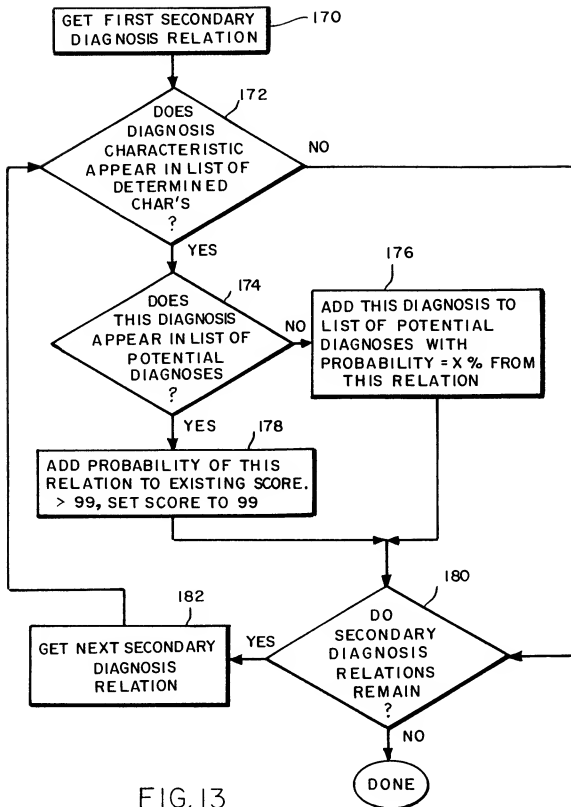 GET FIRST SECONDARY
DIAGNOSIS RELATION
170
DOES
DIAGNOSIS
CHARACTERISTIC
APPEAR IN LIST OF
DETERMINED
CHAR'S
?
172
NO
YES
DOES
THIS DIAGNOSIS
APPEAR IN LIST OF
POTENTIAL
DIAGNOSES
?
174
NO
176
ADD THIS DIAGNOSIS TO
LIST OF POTENTIAL
DIAGNOSES WITH
PROBABILITY = X % FROM
THIS RELATION
YES
178
ADD PROBABILITY OF THIS
RELATION TO EXISTING SCORE.
> 99, SET SCORE TO 99
180
DO
SECONDARY
DIAGNOSIS
RELATIONS
REMAIN
?
YES
182
GET NEXT SECONDARY
DIAGNOSIS
RELATION
NO
DONE
FIG. 13